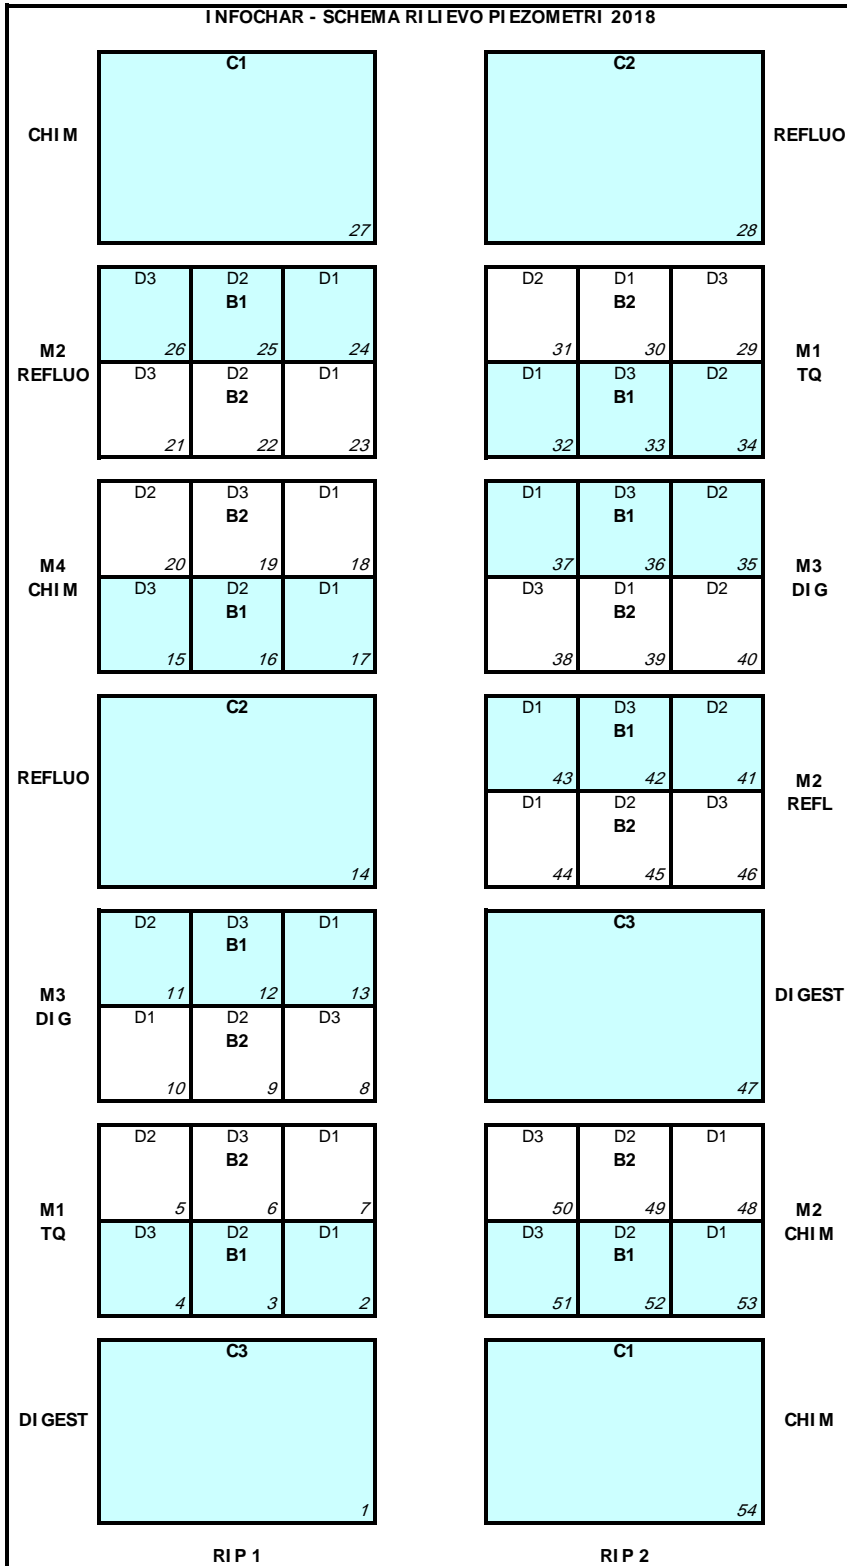 INFOCHAR - SCHEMA RILIEVO PIEZOMETRI 2018
C1 C2
CHIM REFLUO
27 28
D3 D2 D1 D2 D1 D3
B1 B2
26 25 24 31 30 29
M2 M1
REFLUO TQ
D3 D2 D1 D1 D3 D2
B2 B1
21 22 23 32 33 34
D2 D3 D1 D1 D3 D2
B2 B1
20 19 18 37 36 35
M4 M3
CHIM DIG
D3 D2 D1 D3 D1 D2
B1 B2
15 16 17 38 39 40
C2 D1 D3 D2
B1
REFLUO 43 42 41 M2
REFL
D1 D2 D3
B2
14 44 45 46
D2 D3 D1 C3
B1
11 12 13
M3 DIGEST
DIG
D1 D2 D3
B2
10 9 8 47
D2 D3 D1 D3 D2 D1
B2 B2
5 6 7 50 49 48
M1 M2
TQ CHIM
D3 D2 D1 D3 D2 D1
B1 B1
4 3 2 51 52 53
C3 C1
DIGEST CHIM
1 54
RIP 1 RIP 2